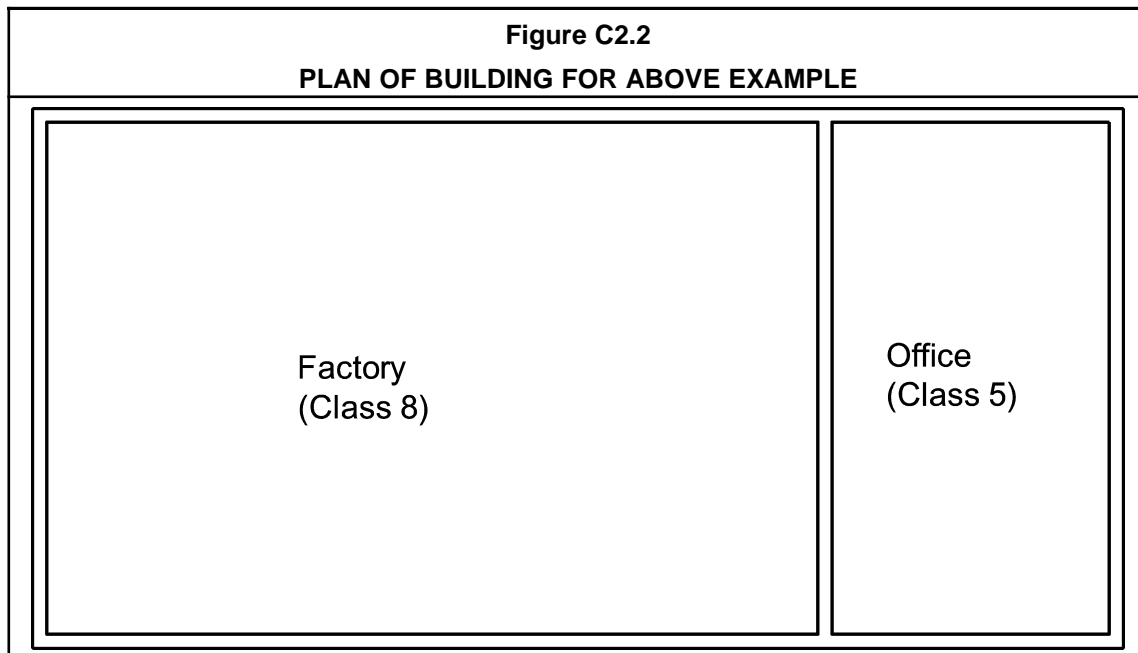 Figure C2.2
PLAN OF BUILDING FOR ABOVE EXAMPLE
Factory
(Class 8)
Office
(Class 5)